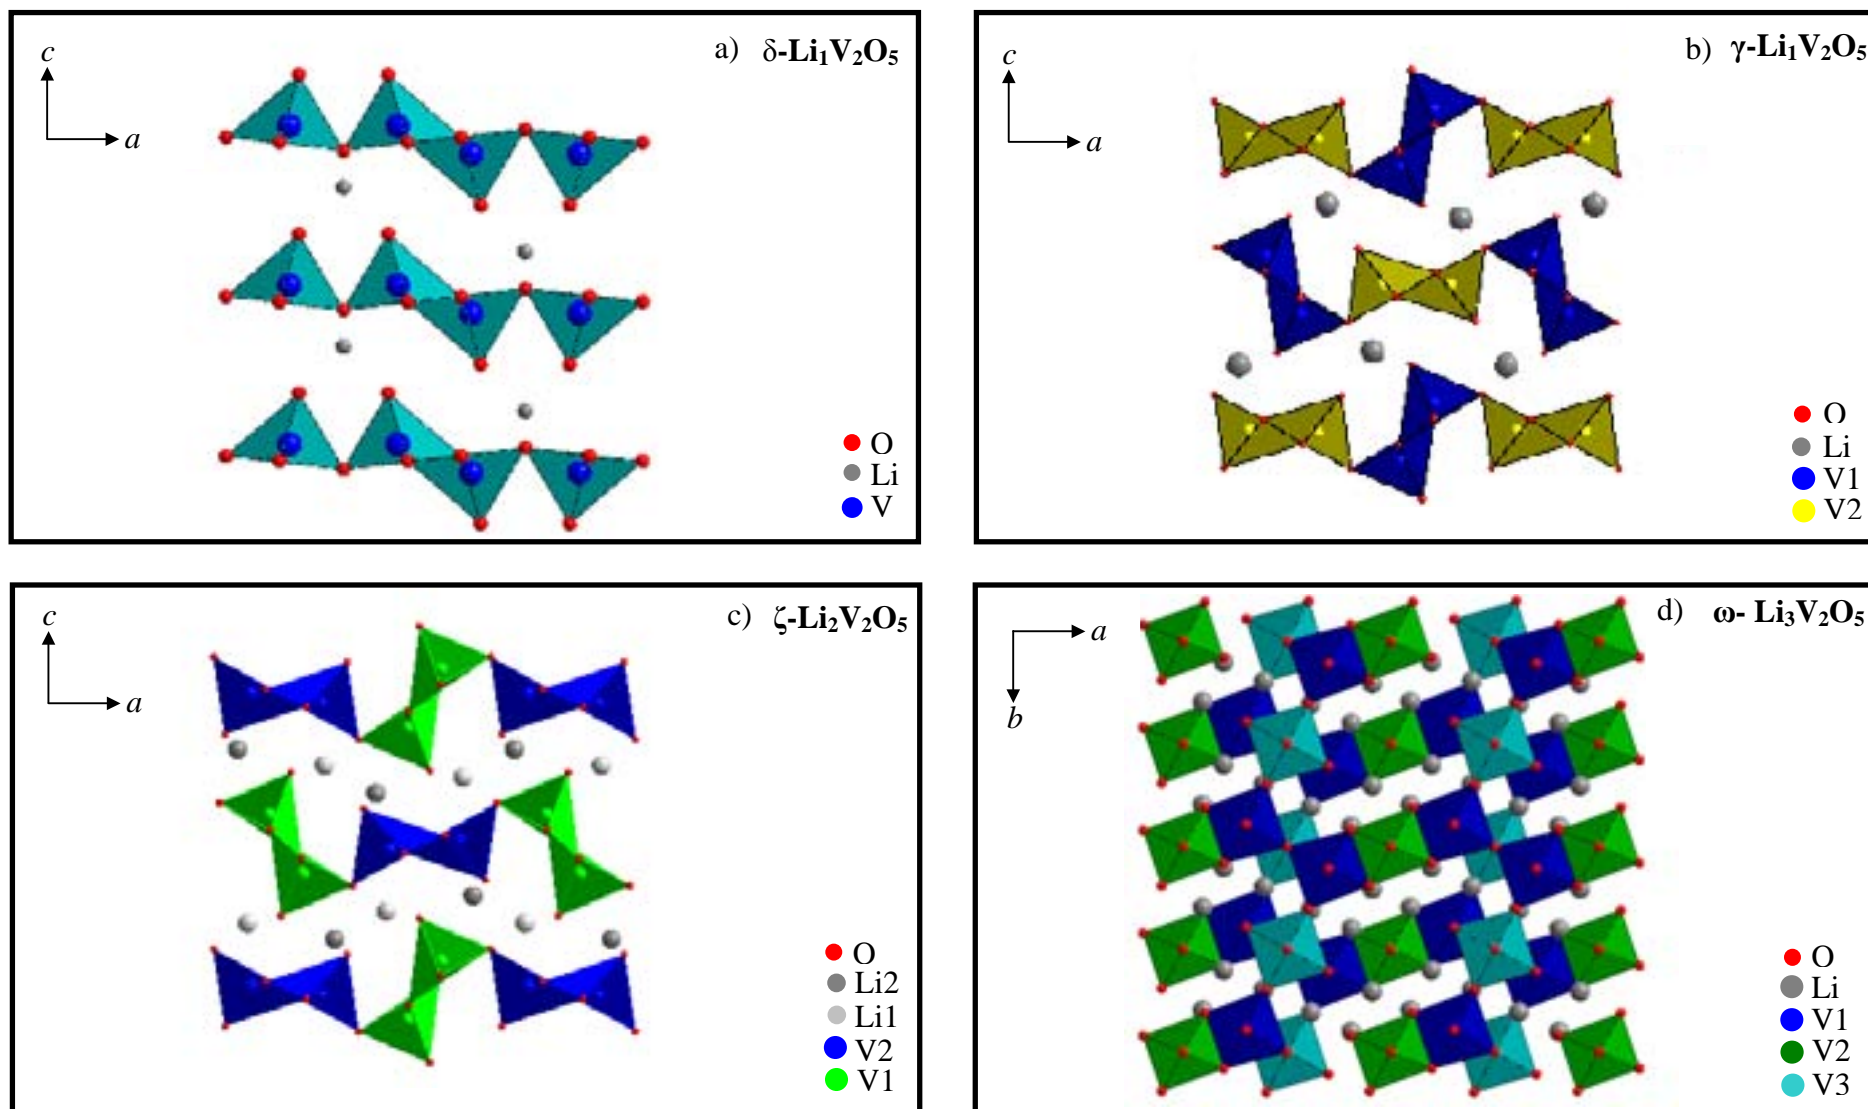 a) δ-Li₁V₂O₅
c
a
O
Li
V
b) γ-Li₁V₂O₅
c
a
O
Li
V1
V2
c) ζ-Li₂V₂O₅
c
a
O
Li2
Li1
V2
V1
d) ω- Li₃V₂O₅
a
b
O
Li
V1
V2
V3